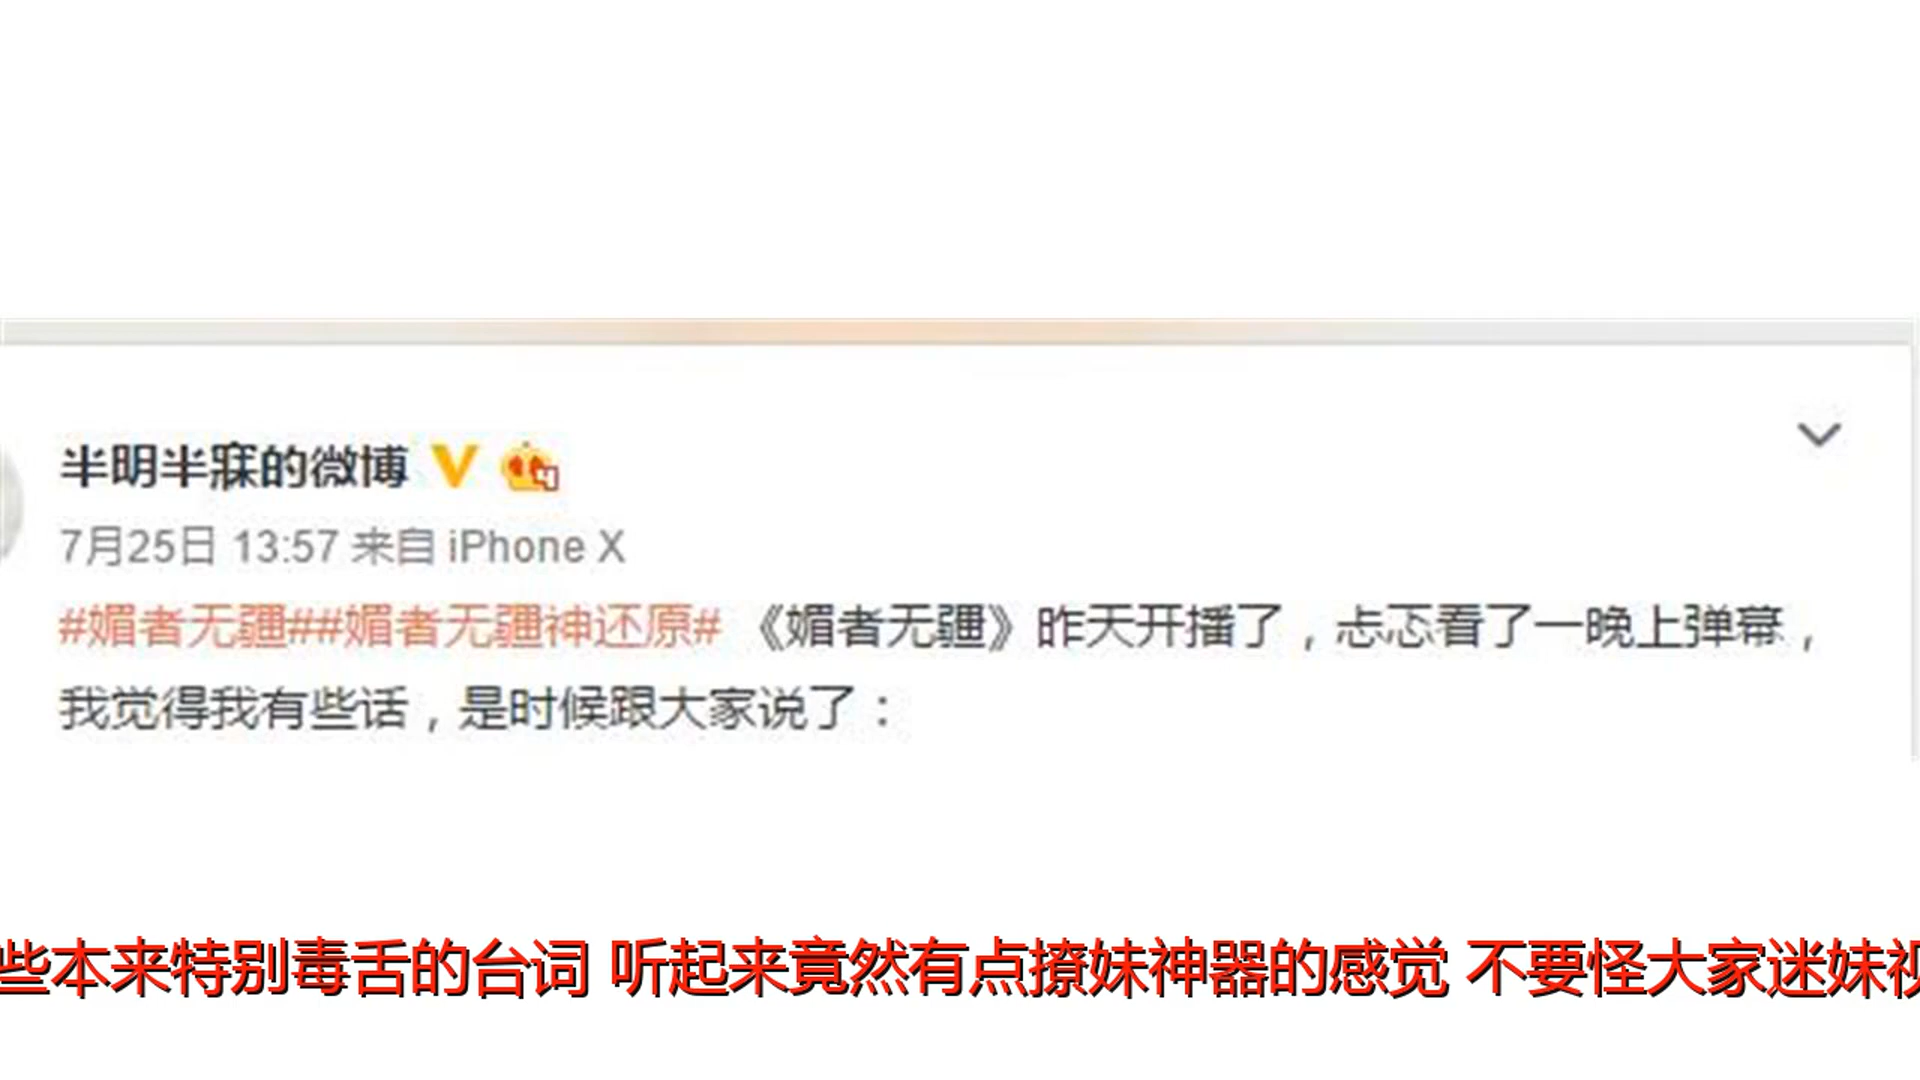 半明半寐的微博
7月25日 13:57 来自 iPhone X
#媚者无疆##媚者无疆神还原# 《媚者无疆》昨天开播了，忐忑看了一晚上弹幕，
我觉得我有些话，是时候跟大家说了：
些本来特别毒舌的台词 听起来竟然有点撩妹神器的感觉 不要怪大家迷妹视